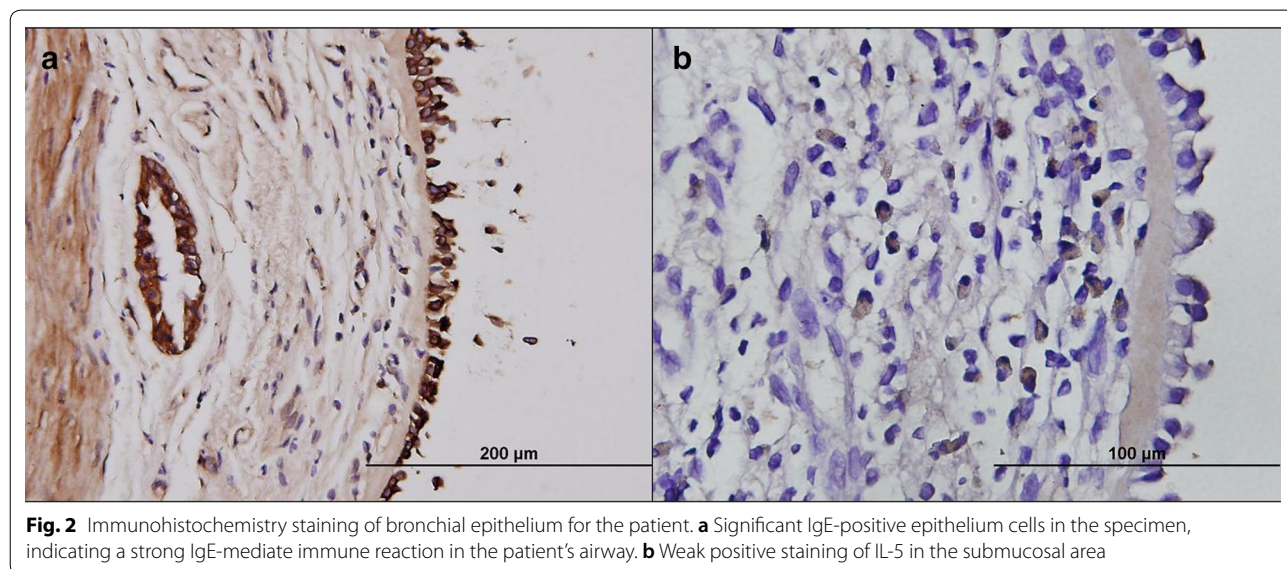 a
b
200 µm
100 µm
Fig. 2 Immunohistochemistry staining of bronchial epithelium for the patient. a Significant IgE-positive epithelium cells in the specimen,
indicating a strong IgE-mediate immune reaction in the patient's airway. b Weak positive staining of IL-5 in the submucosal area